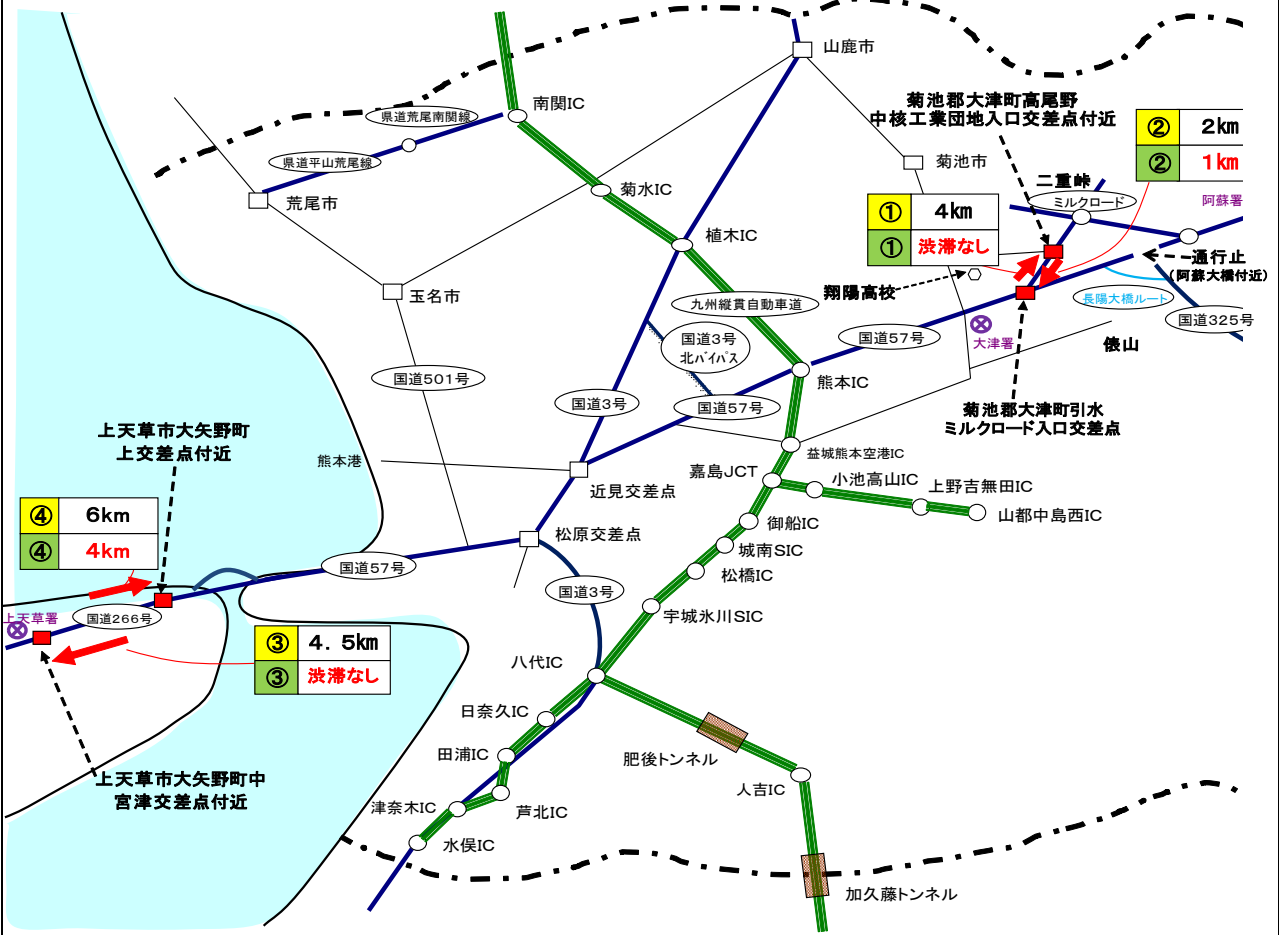 山鹿市
南関IC
県道荒尾南関線
県道平山荒尾線
荒尾市
菊池郡大津町高尾野
中核工業団地入口交差点付近
② 2km
② 1km
菊池市
二重峠
ミルクロード
阿蘇署
① 4km
① 渋滞なし
菊水IC
植木IC
通行止
(阿蘇大橋付近)
翔陽高校
長陽大橋ルート
国道325号
玉名市
九州縦貫自動車道
国道3号
北バイパス
国道57号
大津署
俵山
国道501号
熊本IC
国道3号
国道57号
菊池郡大津町引水
ミルクロード入口交差点
上天草市大矢野町
上交差点付近
熊本港
近見交差点
益城熊本空港IC
嘉島JCT
小池高山IC
上野吉無田IC
山都中島西IC
④ 6km
④ 4km
御船IC
松原交差点
城南SIC
松橋IC
国道57号
国道3号
宇城氷川SIC
上天草署
国道266号
③ 4.5km
③ 渋滞なし
八代IC
日奈久IC
田浦IC
肥後トンネル
人吉IC
上天草市大矢野町中
宮津交差点付近
津奈木IC
芦北IC
水俣IC
加久藤トンネル